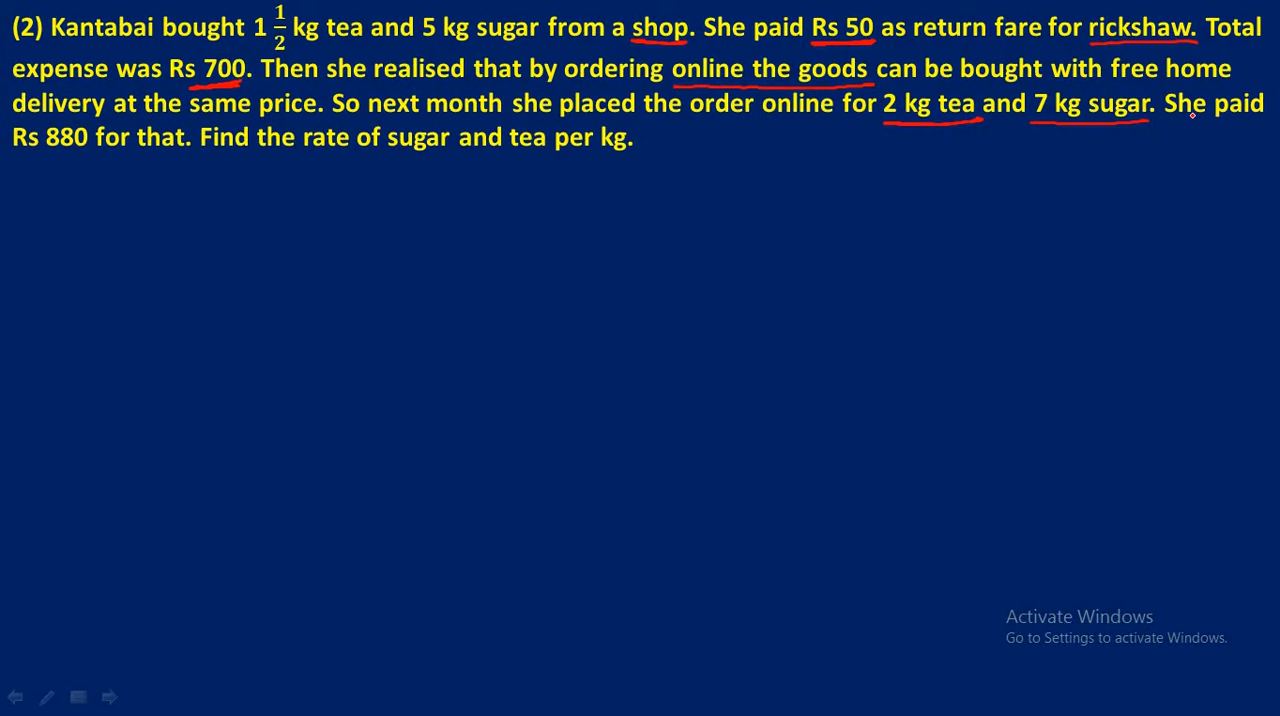 (2) Kantabai bought 1 1/2 kg tea and 5 kg sugar from a shop. She paid Rs 50 as return fare for rickshaw. Total
expense was Rs 700. Then she realised that by ordering online the goods can be bought with free home
delivery at the same price. So next month she placed the order online for 2 kg tea and 7 kg sugar. She paid
Rs 880 for that. Find the rate of sugar and tea per kg.
Activate Windows
Go to Settings to activate Windows.